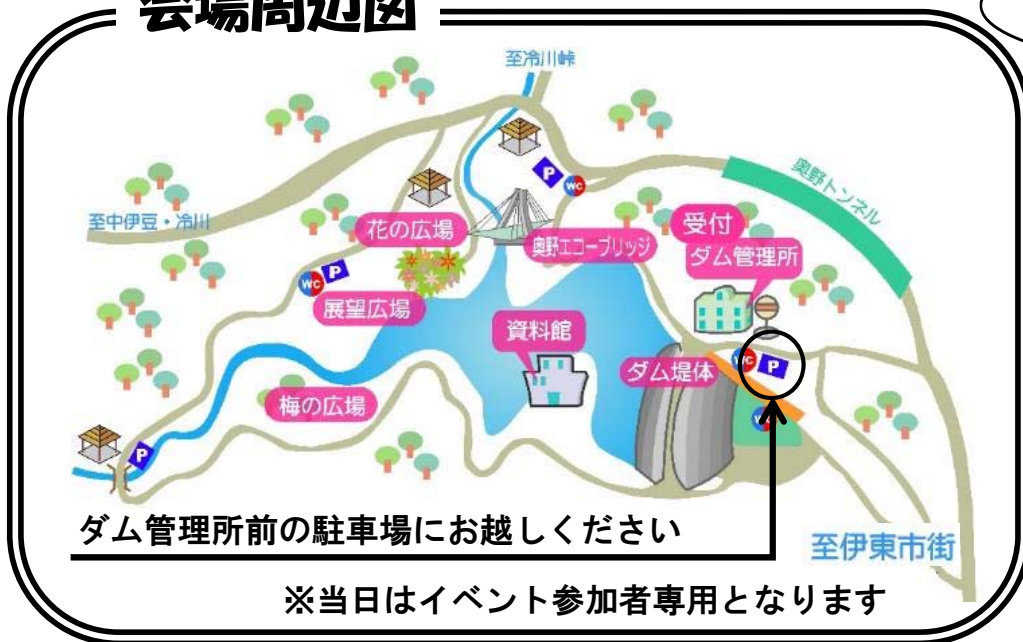 会場周辺図
至冷川峠
奥野トンネル
P
WC
至中伊豆・冷川
花の広場
奥野エコーブリッジ
受付
ダム管理所
WC
P
展望広場
資料館
ダム堤体
WC
P
梅の広場
WC
P
ダム管理所前の駐車場にお越しください
至伊東市街
※当日はイベント参加者専用となります